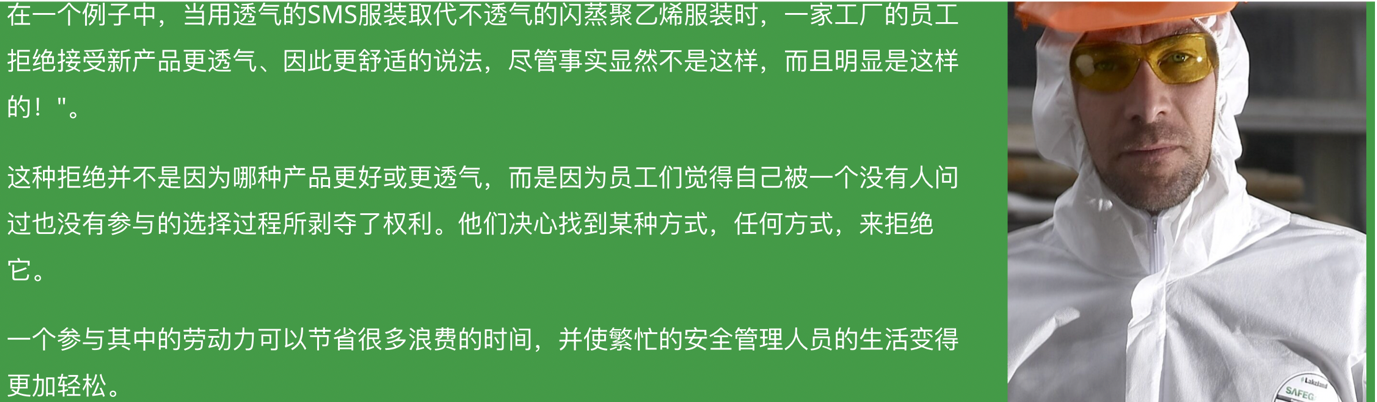 在一个例子中，当用透气的SMS服装取代不透气的闪蒸聚乙烯服装时，一家工厂的员工
拒绝接受新产品更透气、因此更舒适的说法，尽管事实显然不是这样，而且明显是这样
的！"。
这种拒绝并不是因为哪种产品更好或更透气，而是因为员工们觉得自己被一个没有人问
过也没有参与的选择过程所剥夺了权利。他们决心找到某种方式，任何方式，来拒绝
它。
一个参与其中的劳动力可以节省很多浪费的时间，并使繁忙的安全管理人员的生活变得
更加轻松。
Lakeland
SAFEG